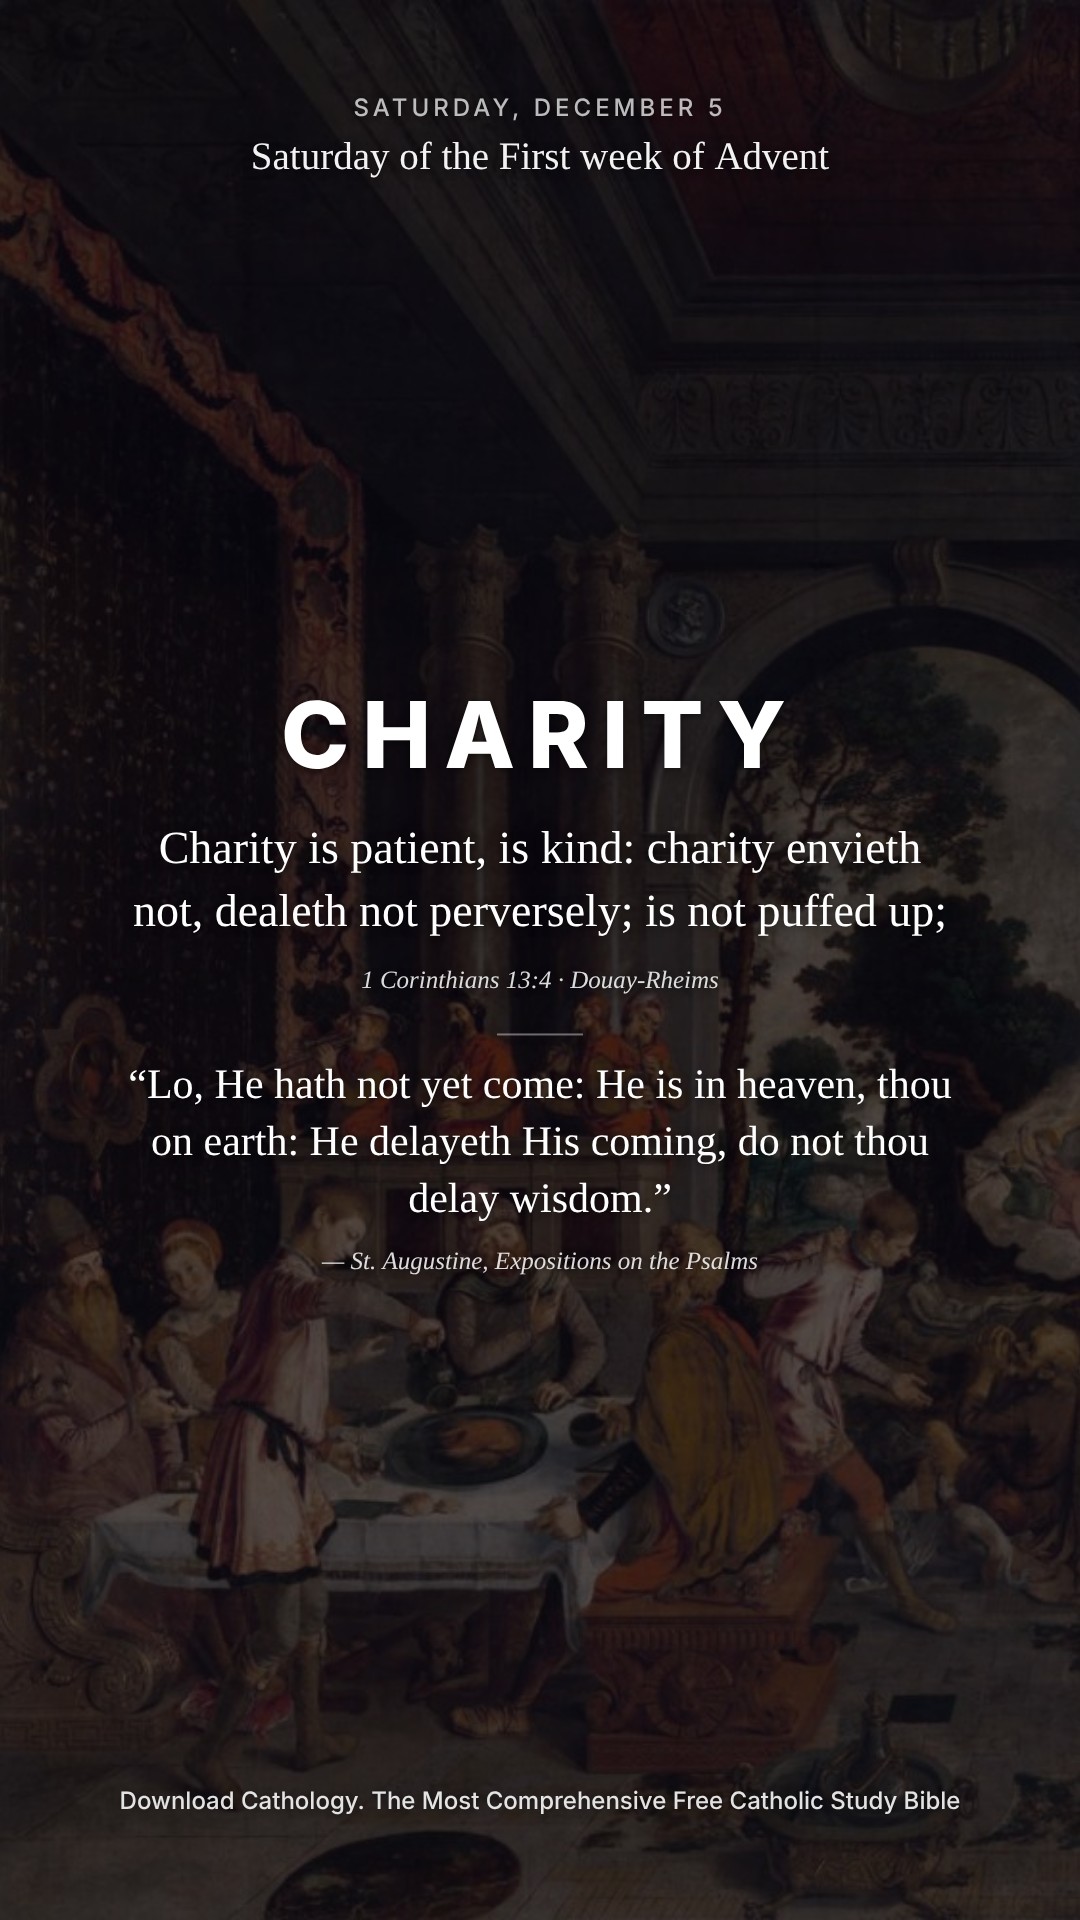 SATURDAY, DECEMBER 5
Saturday of the First week of Advent
CHARITY
Charity is patient, is kind: charity envieth
not, dealeth not perversely; is not puffed up;
1 Corinthians 13:4 · Douay-Rheims
“Lo, He hath not yet come: He is in heaven, thou
on earth: He delayeth His coming, do not thou
delay wisdom.”
— St. Augustine, Expositions on the Psalms
Download Cathology. The Most Comprehensive Free Catholic Study Bible